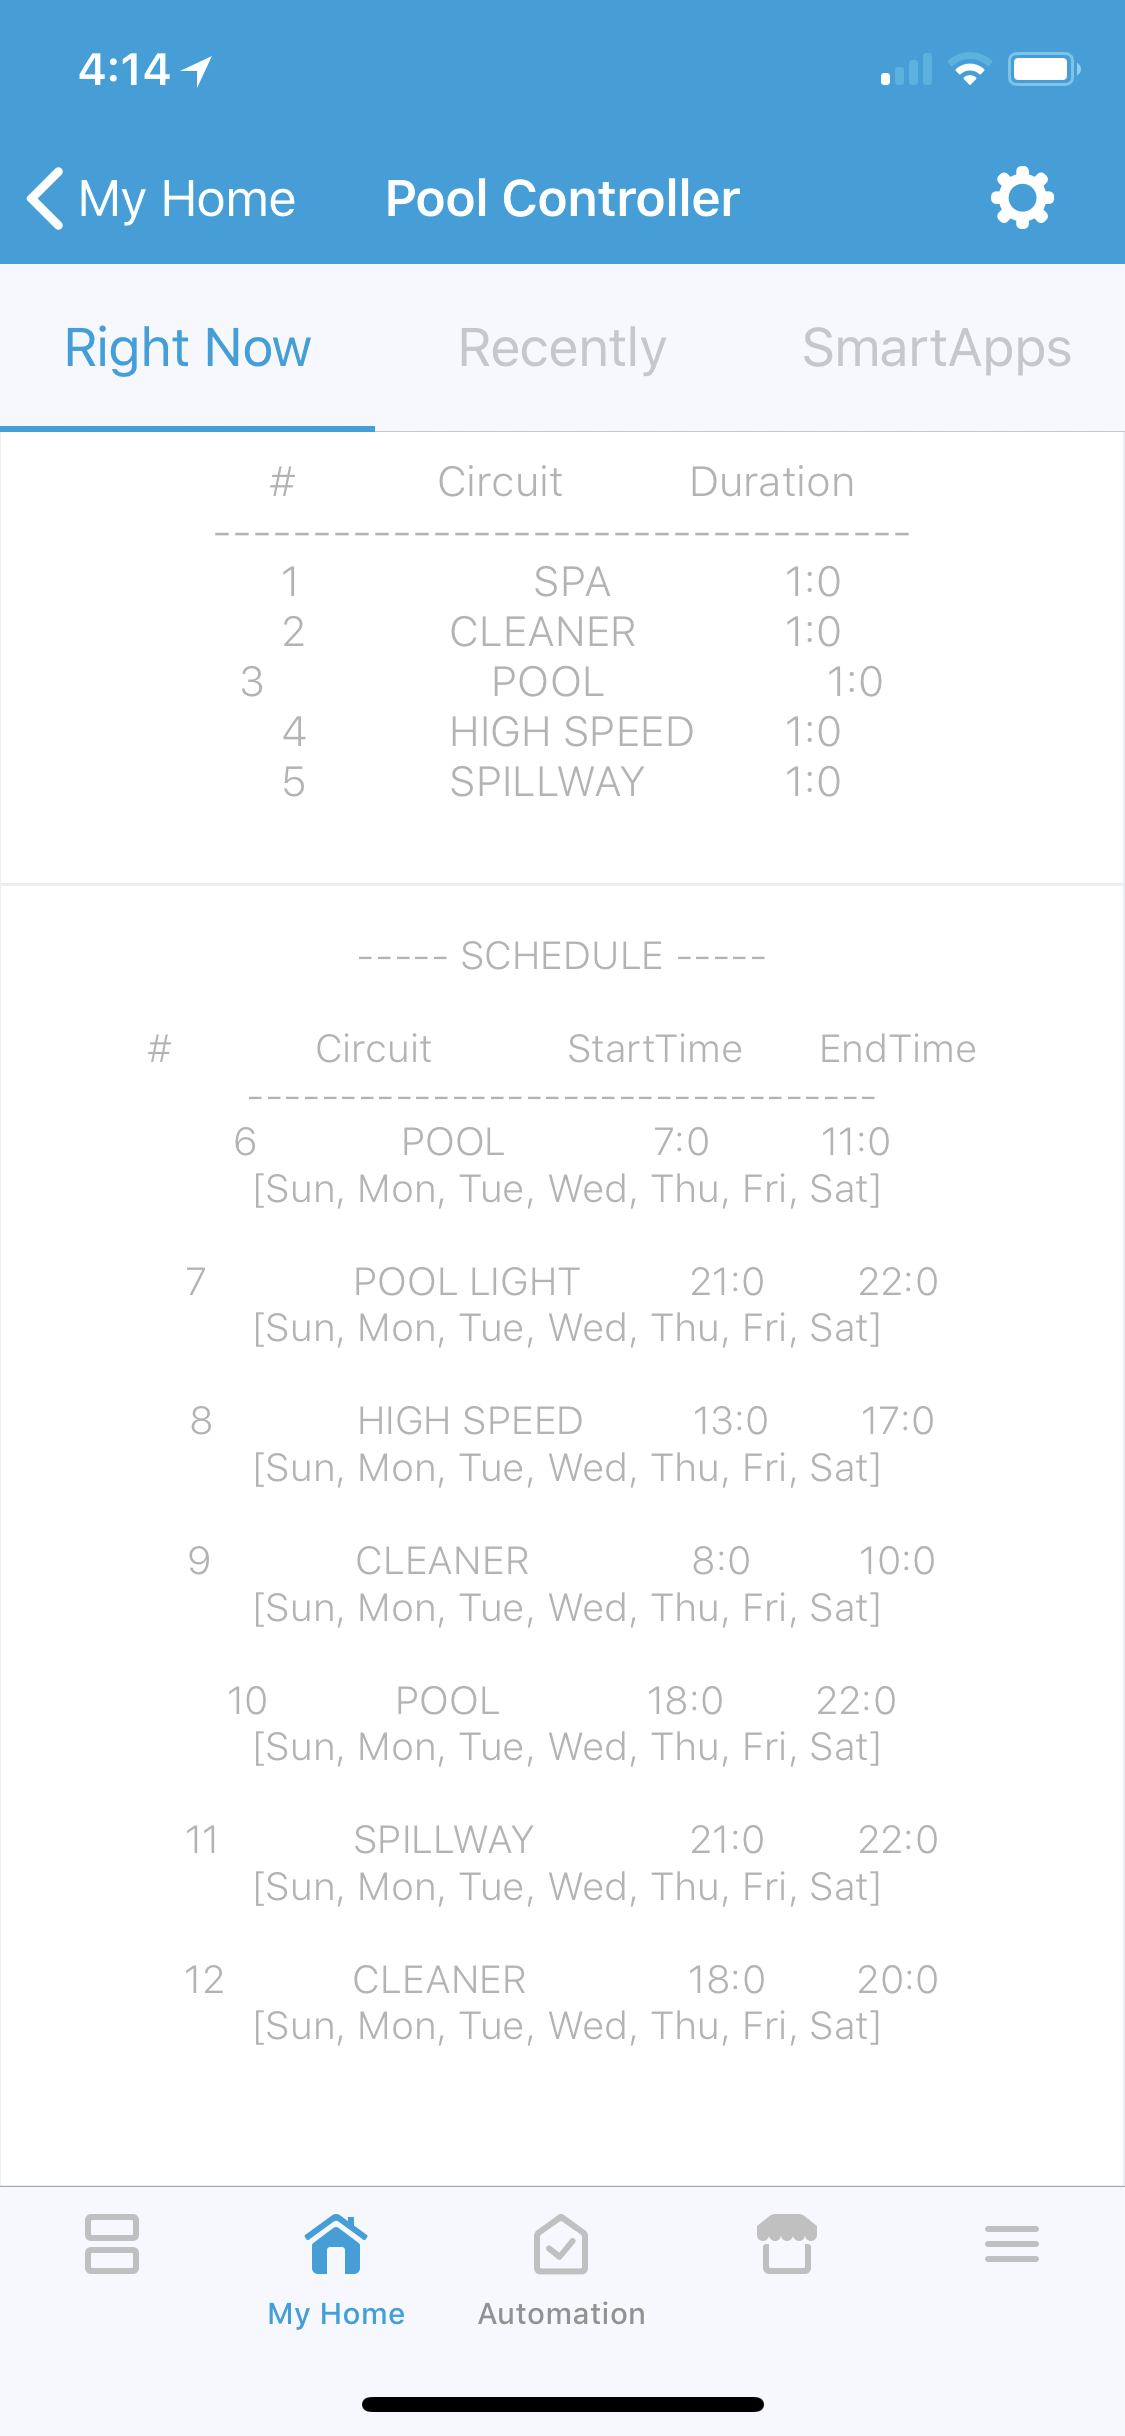 4:14
My Home Pool Controller
Right Now Recently SmartApps
# Circuit Duration
-----------------------------------
1 SPA 1:0
2 CLEANER 1:0
3 POOL 1:0
4 HIGH SPEED 1:0
5 SPILLWAY 1:0
----- SCHEDULE -----
# Circuit StartTime EndTime
----------------------------------
6 POOL 7:0 11:0
[Sun, Mon, Tue, Wed, Thu, Fri, Sat]
7 POOL LIGHT 21:0 22:0
[Sun, Mon, Tue, Wed, Thu, Fri, Sat]
8 HIGH SPEED 13:0 17:0
[Sun, Mon, Tue, Wed, Thu, Fri, Sat]
9 CLEANER 8:0 10:0
[Sun, Mon, Tue, Wed, Thu, Fri, Sat]
10 POOL 18:0 22:0
[Sun, Mon, Tue, Wed, Thu, Fri, Sat]
11 SPILLWAY 21:0 22:0
[Sun, Mon, Tue, Wed, Thu, Fri, Sat]
12 CLEANER 18:0 20:0
[Sun, Mon, Tue, Wed, Thu, Fri, Sat]
My Home Automation